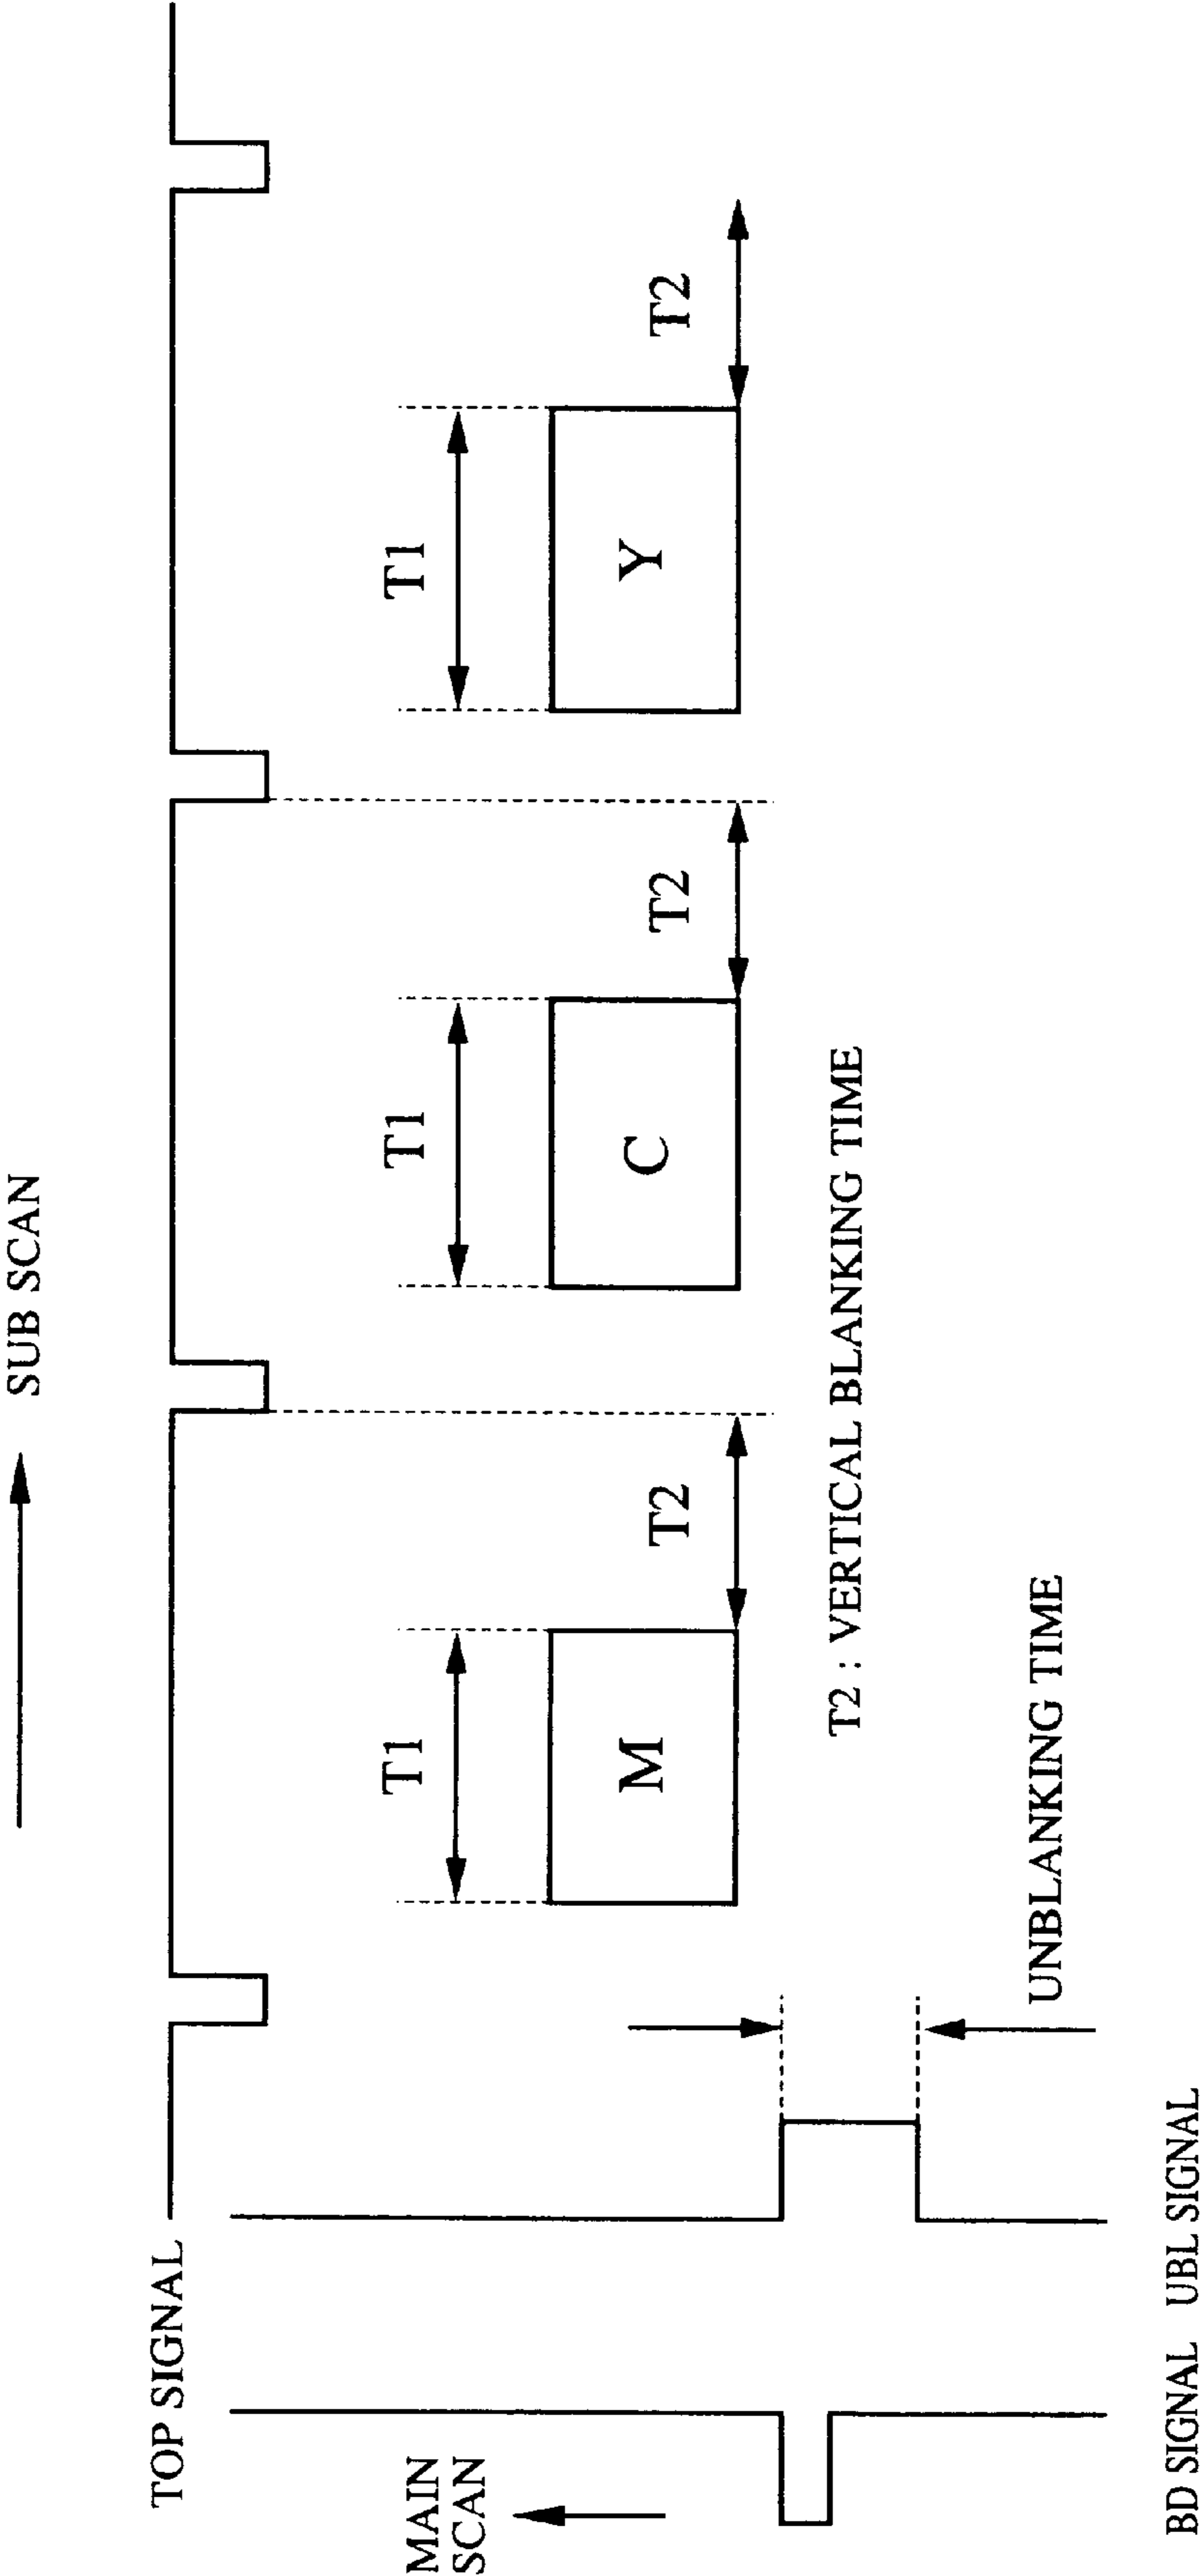 SUB SCAN
TOP SIGNAL
T1
T1
T1
MAIN
SCAN
M
C
Y
T2
T2
T2
T2 : VERTICAL BLANKING TIME
UNBLANKING TIME
BD SIGNAL
UBL SIGNAL